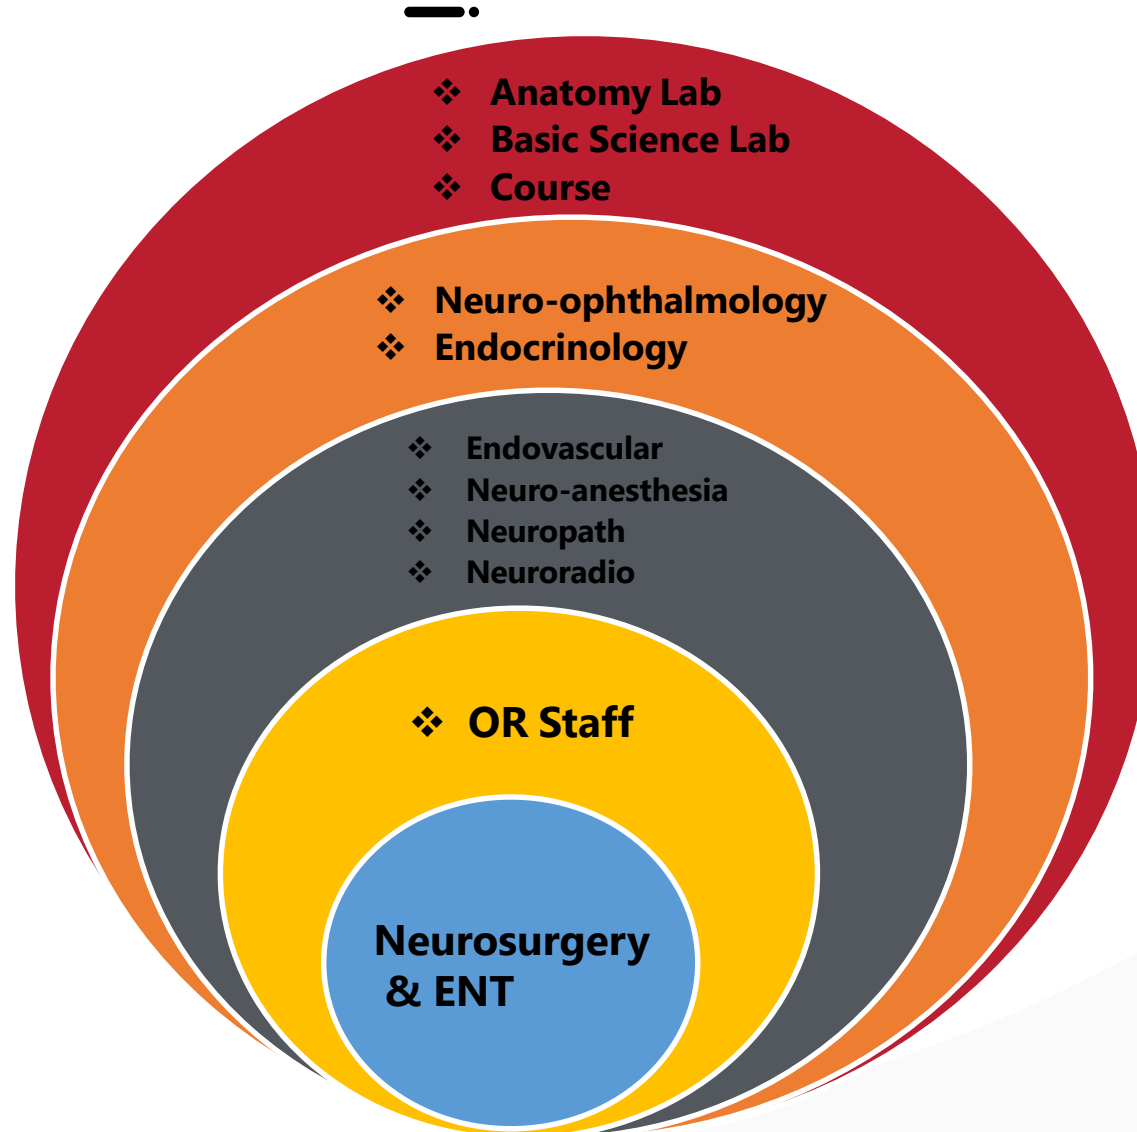 ❖ Anatomy Lab
❖ Basic Science Lab
❖ Course
❖ Neuro-ophthalmology
❖ Endocrinology
❖ Endovascular
❖ Neuro-anesthesia
❖ Neuropath
❖ Neuroradio
❖ OR Staff
Neurosurgery
& ENT